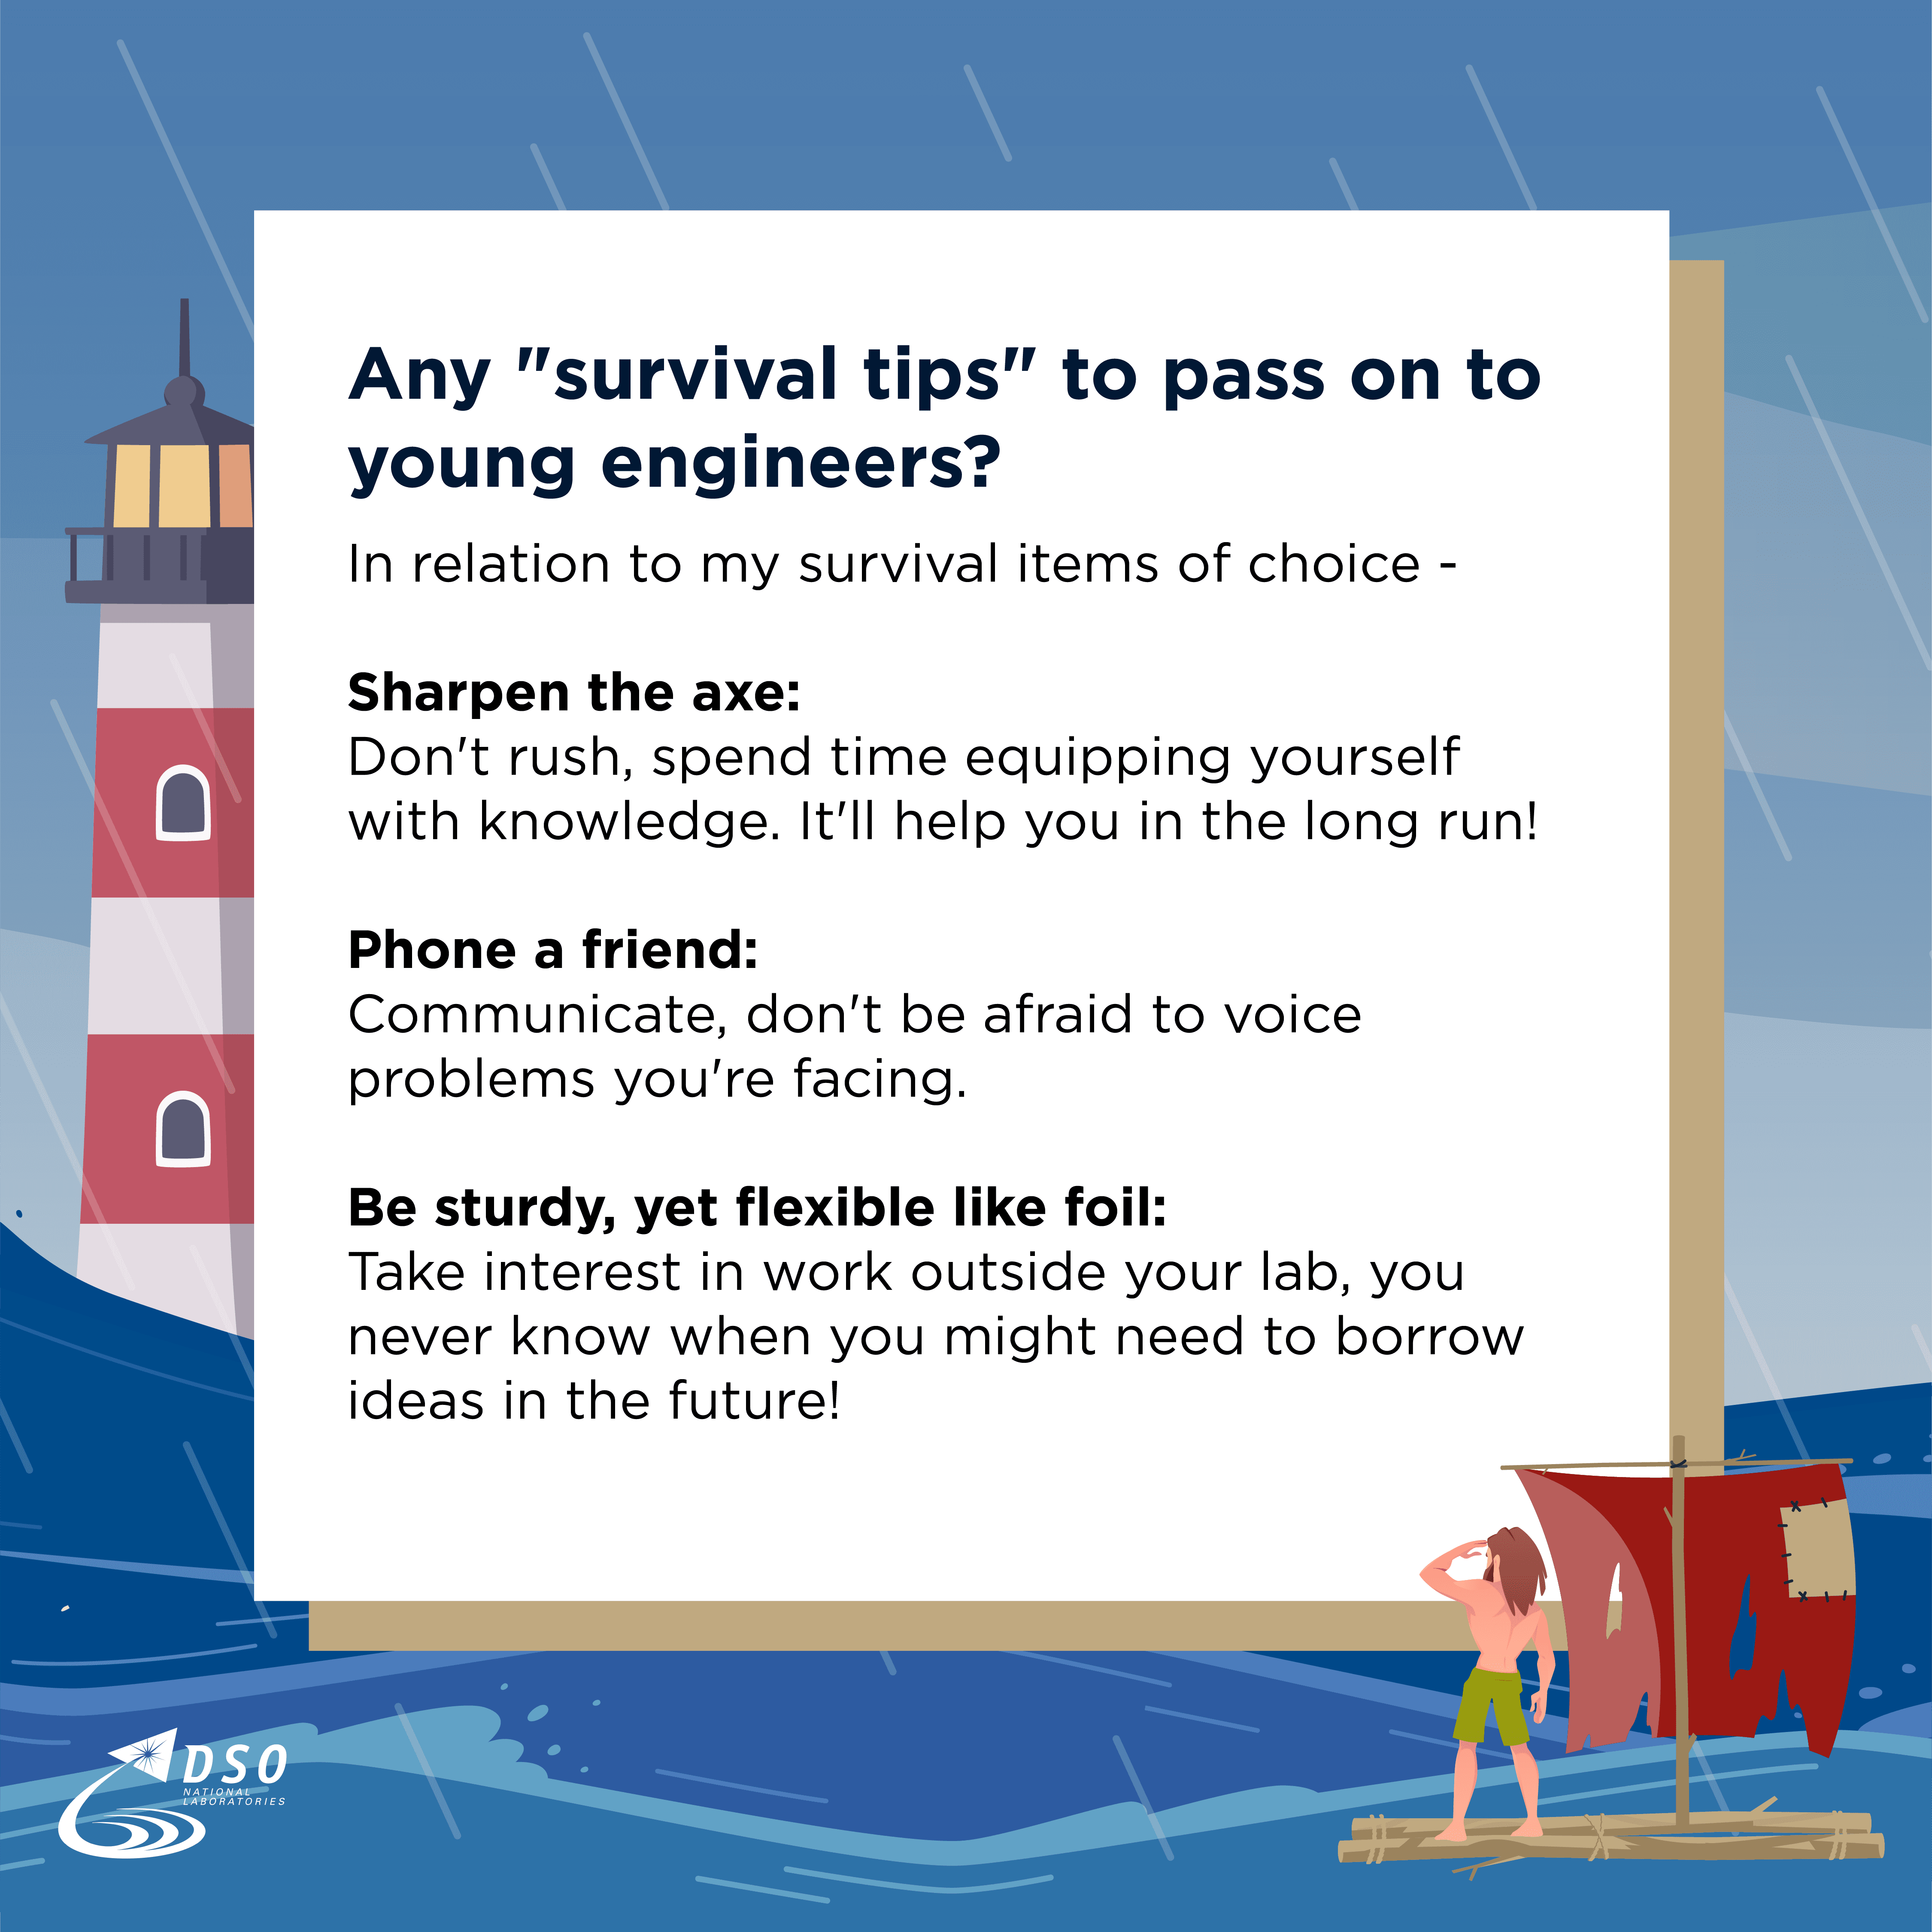 Any "survival tips" to pass on to
young engineers?
In relation to my survival items of choice -
Sharpen the axe:
Don't rush, spend time equipping yourself
with knowledge. It'll help you in the long run!
Phone a friend:
Communicate, don't be afraid to voice
problems you're facing.
Be sturdy, yet flexible like foil:
Take interest in work outside your lab, you
never know when you might need to borrow
ideas in the future!
DSO
NATIONAL
LABORATORIES